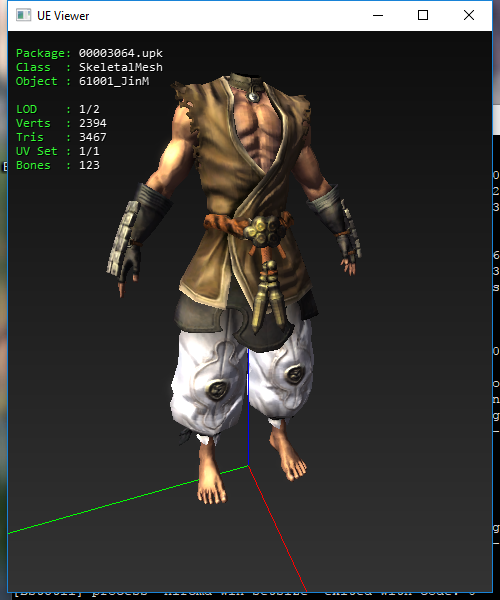 UE Viewer
Package: 00003064.upk
Class : SkeletalMesh
Object : 61001_JinM
LOD : 1/2
Verts : 2394
Tris : 3467
UV Set : 1/1
Bones : 123